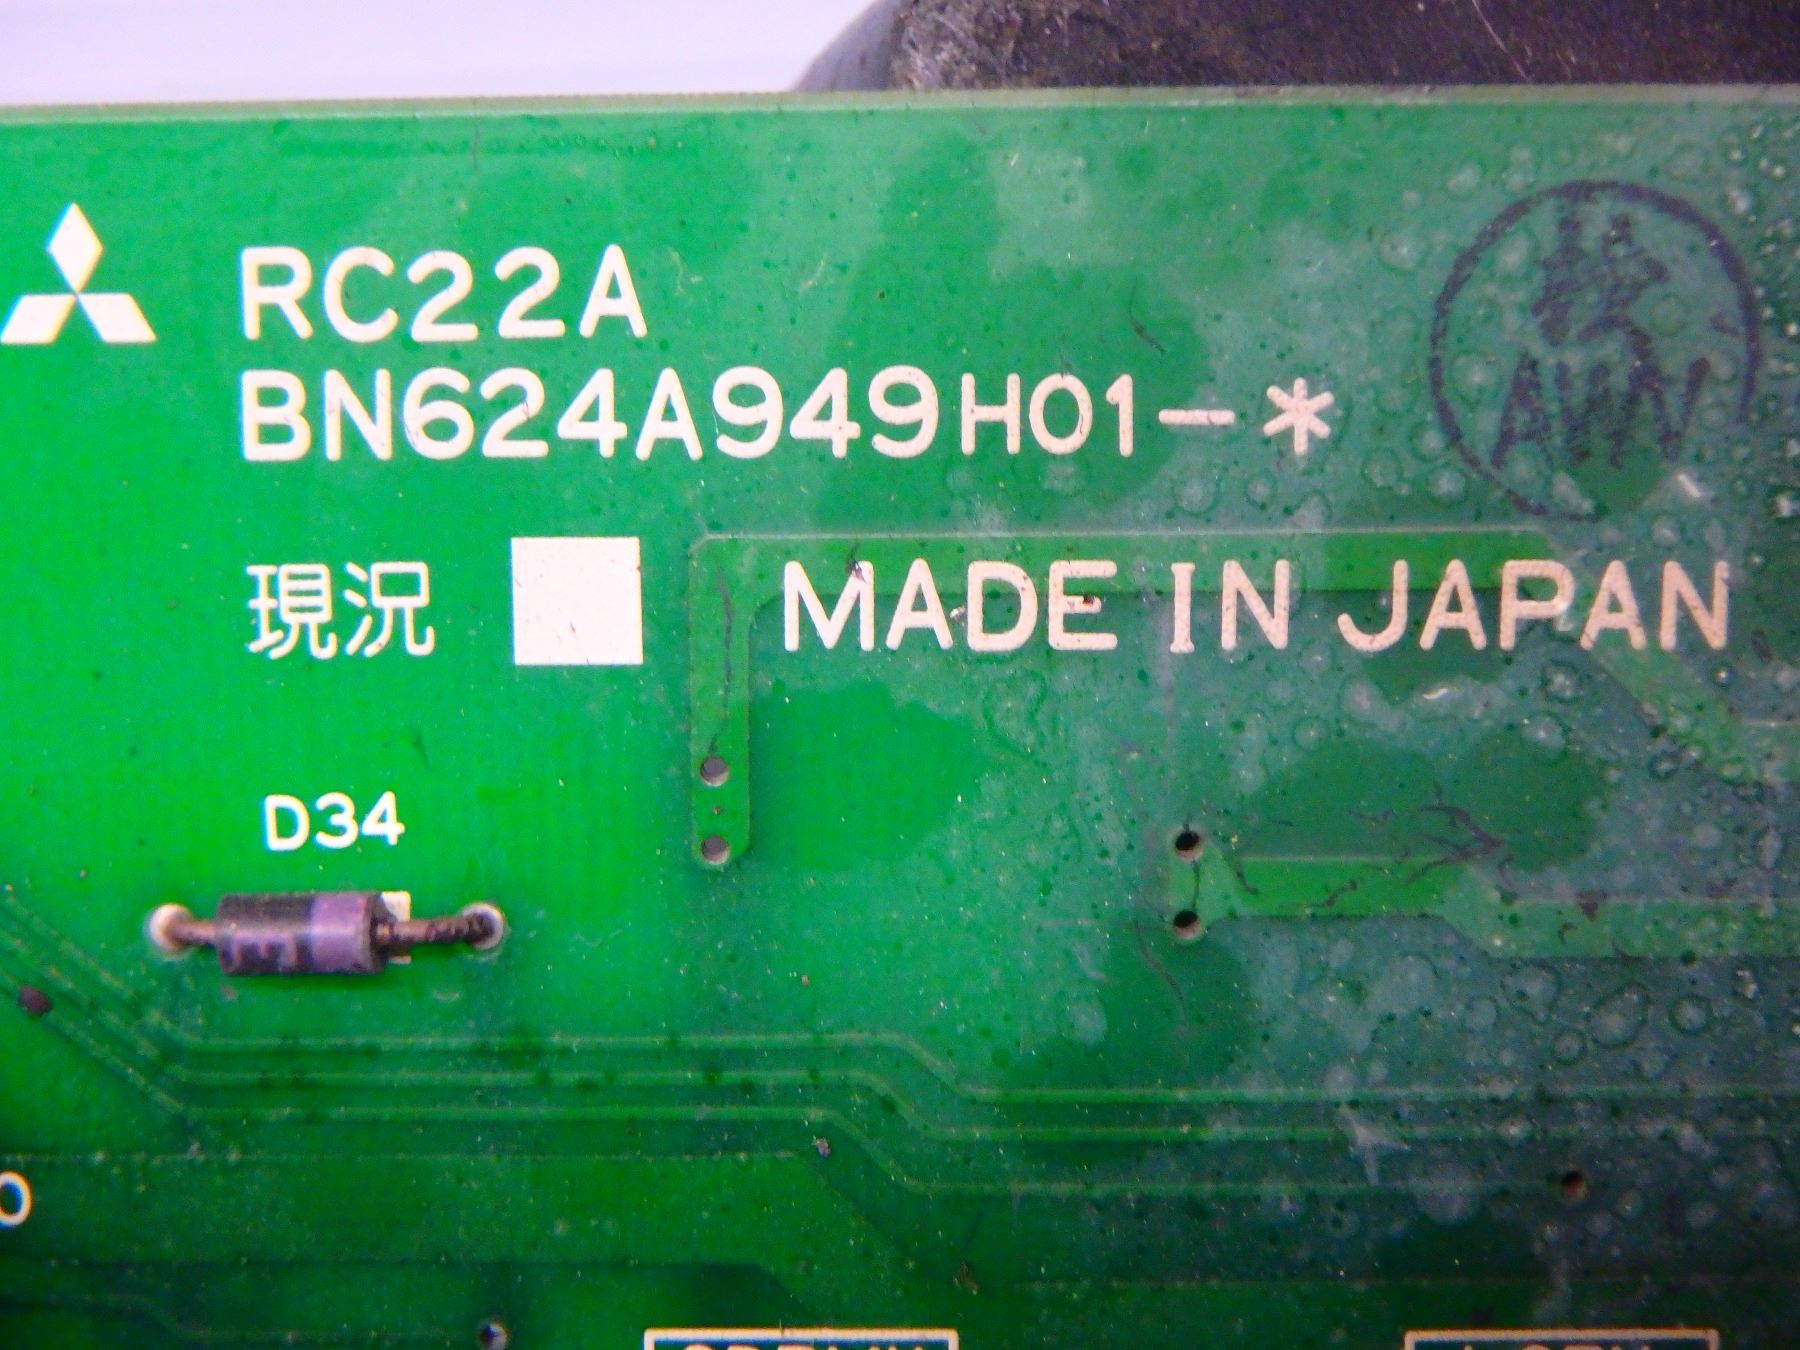 RC22A
BN624A949H01-*
現況 MADE IN JAPAN
D34